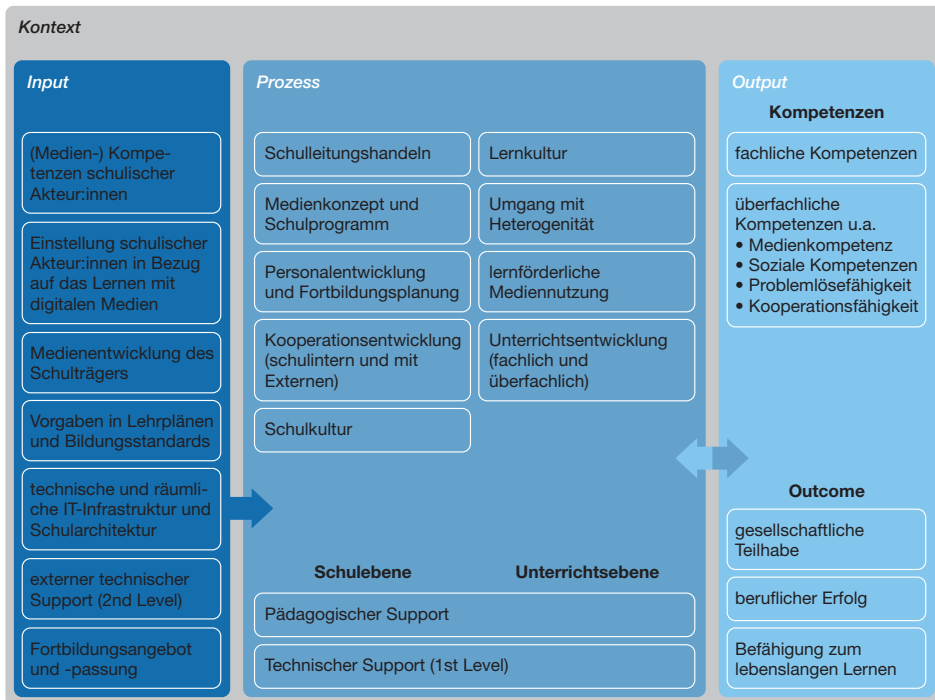 Kontext
Input
(Medien-) Kompe-
tenzen schulischer
Akteur:innen
Einstellung schulischer
Akteur:innen in Bezug
auf das Lernen mit
digitalen Medien
Medienentwicklung des
Schulträgers
Vorgaben in Lehrplänen
und Bildungsstandards
technische und räumli-
che IT-Infrastruktur und
Schularchitektur
externer technischer
Support (2nd Level)
Fortbildungsangebot
und -passung
Prozess
Schulleitungshandeln
Medienkonzept und
Schulprogramm
Personalentwicklung
und Fortbildungsplanung
Kooperationsentwicklung
(schulintern und mit
Externen)
Schulkultur
Lernkultur
Umgang mit
Heterogenität
lernförderliche
Mediennutzung
Unterrichtsentwicklung
(fachlich und
überfachlich)
Schulebene
Unterrichtsebene
Pädagogischer Support
Technischer Support (1st Level)
Output
Kompetenzen
fachliche Kompetenzen
überfachliche
Kompetenzen u.a.
• Medienkompetenz
• Soziale Kompetenzen
• Problemlösefähigkeit
• Kooperationsfähigkeit
Outcome
gesellschaftliche
Teilhabe
beruflicher Erfolg
Befähigung zum
lebenslangen Lernen